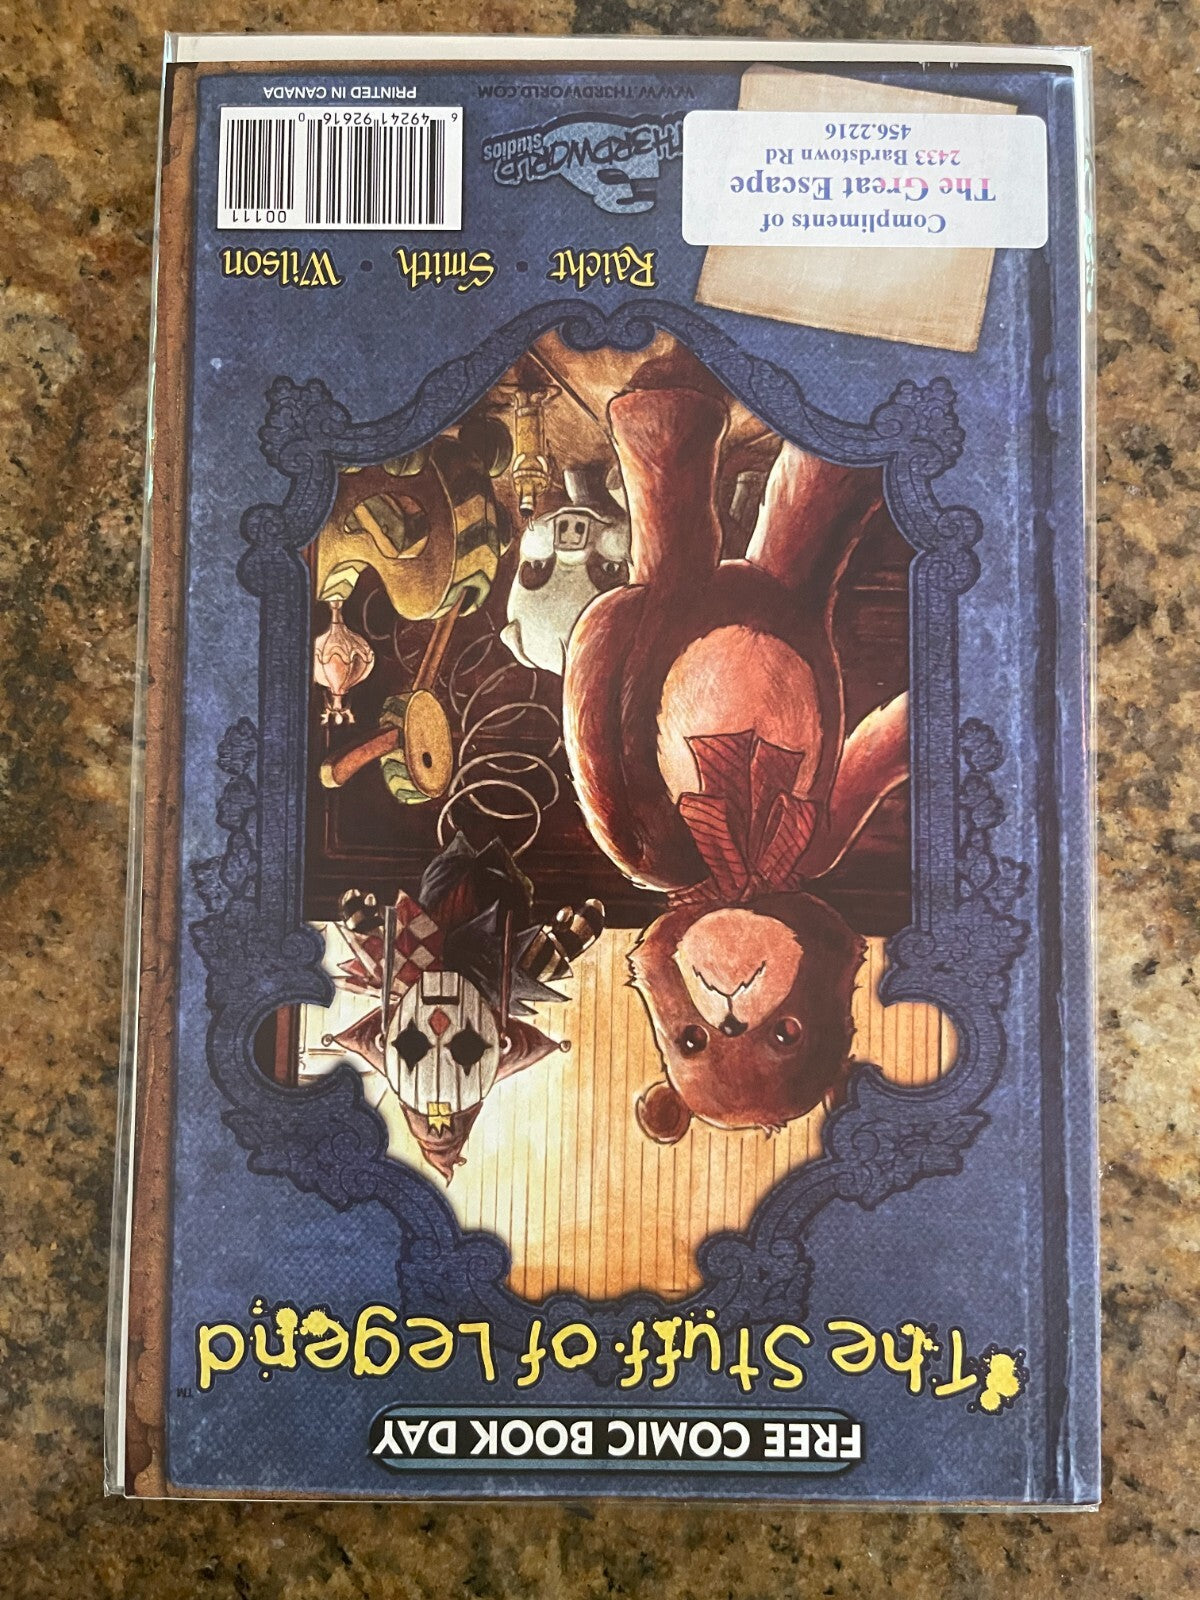 FREE COMIC BOOK DAY
The Stuff of Legend™
Raicht • Smith • Wilson
Compliments of
The Great Escape
2433 Bardstown Rd
456.2216
TH3RDWORLD
studios
WWW.TH3RDWORLD.COM
00111
6 49241 92616 0
PRINTED IN CANADA